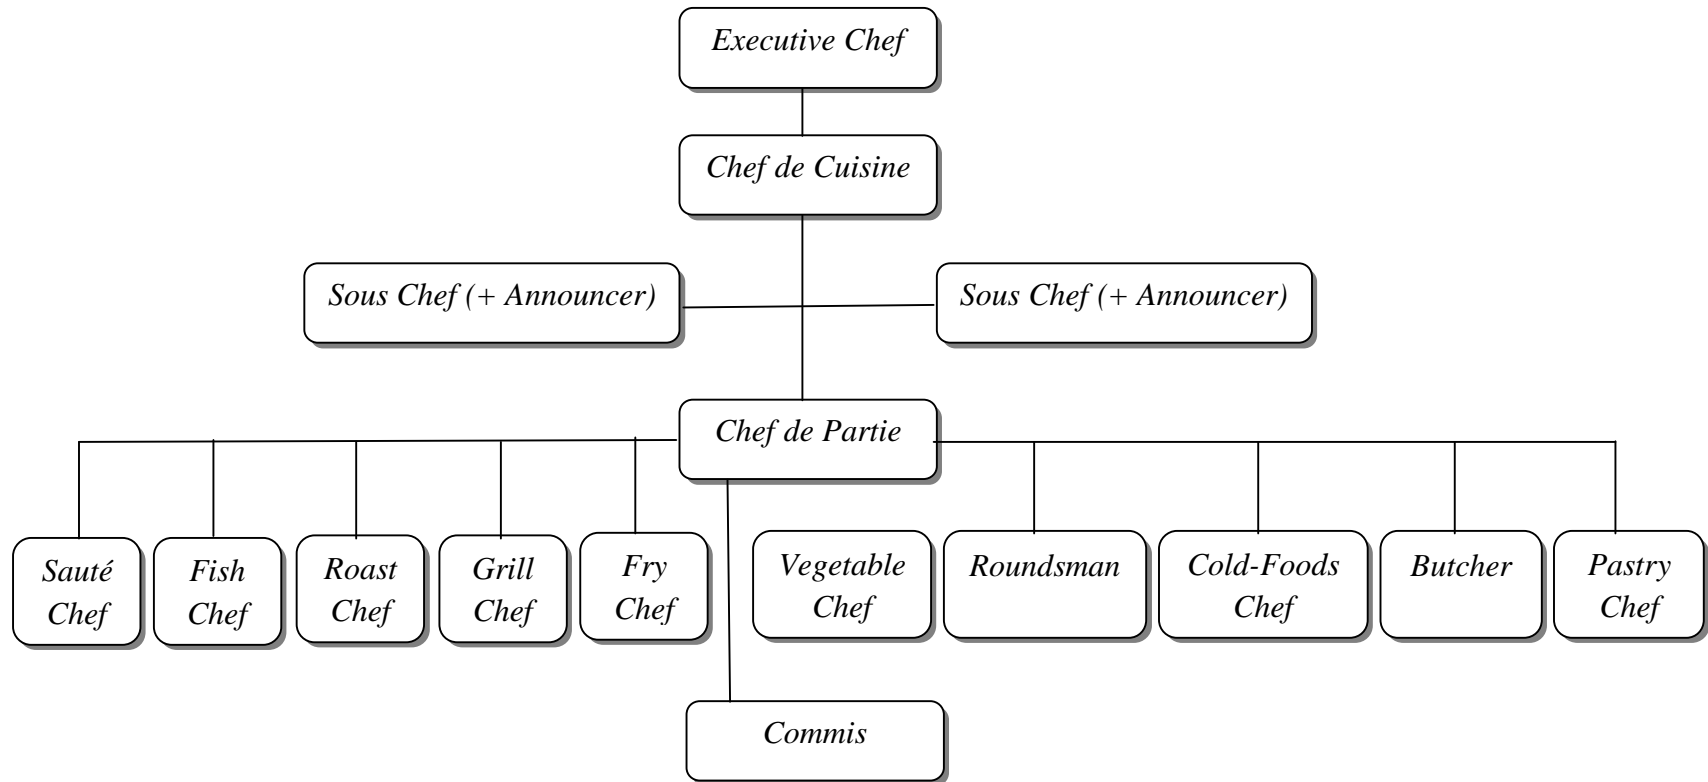 Executive Chef
Chef de Cuisine
Sous Chef (+ Announcer)
Sous Chef (+ Announcer)
Chef de Partie
Sauté
Chef
Fish
Chef
Roast
Chef
Grill
Chef
Fry
Chef
Vegetable
Chef
Roundsman
Cold-Foods
Chef
Butcher
Pastry
Chef
Commis